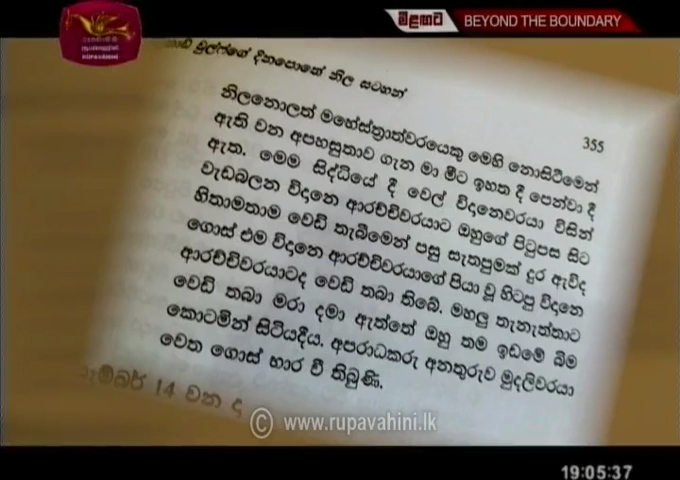 මීළඟට BEYOND THE BOUNDARY
වුල්ෆ්ගේ දිනපොතේ නිල සටහන්
355
නිලනොලත් මහේස්ත්‍රාත්වරයෙකු මෙහි නොසිටීමෙන්
ඇති වන අපහසුතාව ගැන මා මීට ඉහත දී පෙන්වා දී
ඇත. මෙම සිද්ධියේ දී වෙල් විදානෙවරයා විසින්
වැඩබලන විදානෙ ආරච්චිවරයාට ඔහුගේ පිටුපස සිට
හිතාමතාම වෙඩි තැබීමෙන් පසු සැතපුමක් දුර ඇවිද
ගොස් එම විදානෙ ආරච්චිවරයාගේ පියා වූ හිටපු විදානෙ
ආරච්චිවරයාටද වෙඩි තබා තිබේ. මහලු තැනැත්තාට
වෙඩි තබා මරා දමා ඇත්තේ ඔහු තම ඉඩමේ බිම
කොටමින් සිටියදීය. අපරාධකරු අනතුරුව මුදලිවරයා
වෙත ගොස් භාර වී තිබුණි.
14 වන දා
© www.rupavahini.lk
19:05:37